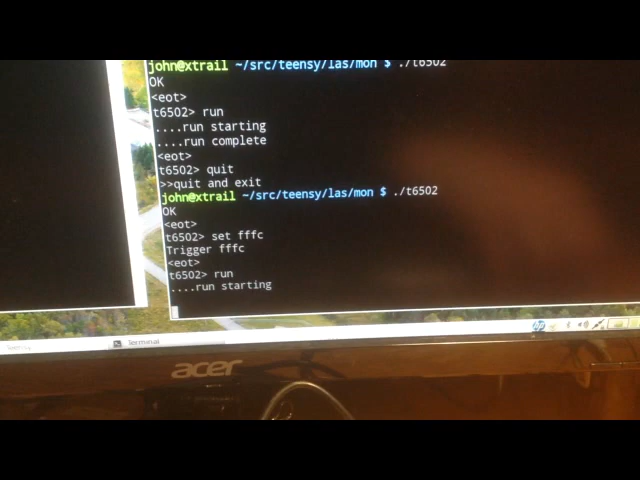 john@xtrail ~/src/teensy/las/mon $ ./t6502
OK
<eot>
t6502> run
....run starting
....run complete
<eot>
t6502> quit
>>quit and exit
john@xtrail ~/src/teensy/las/mon $ ./t6502
OK
<eot>
t6502> set fffc
Trigger fffc
<eot>
t6502> run
....run starting
hp
Terminal
acer